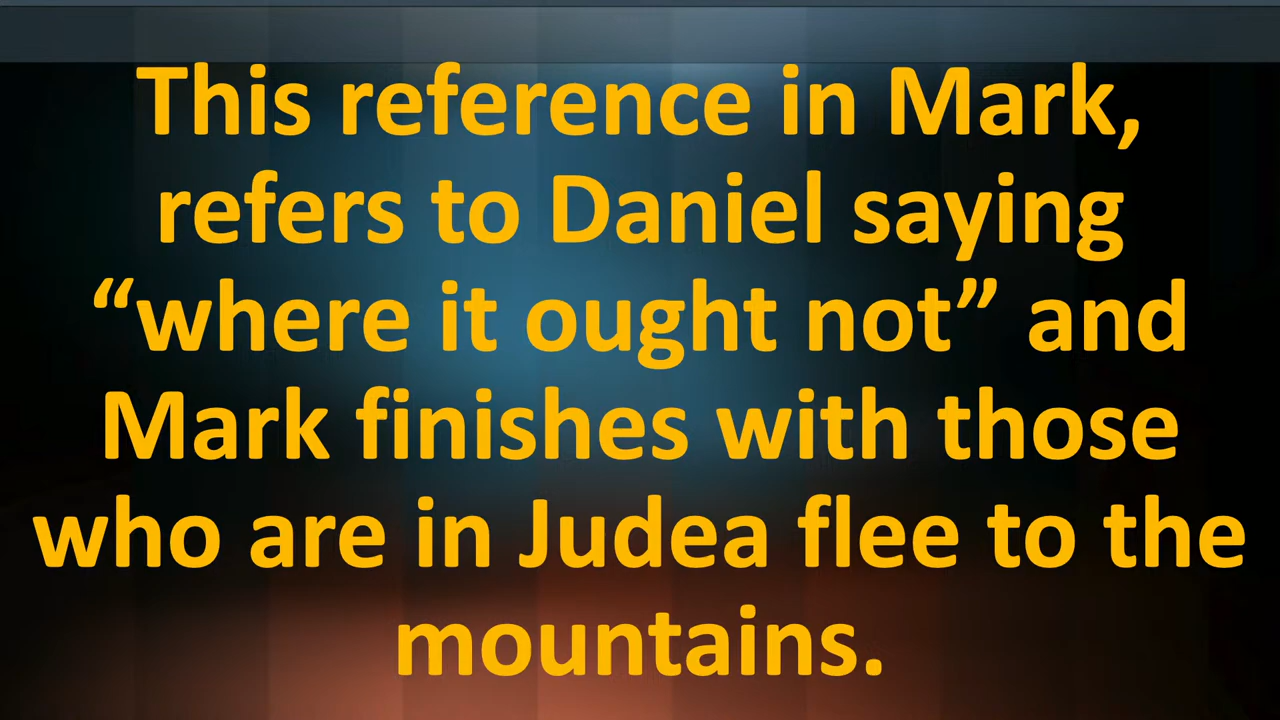 This reference in Mark,
refers to Daniel saying
“where it ought not” and
Mark finishes with those
who are in Judea flee to the
mountains.